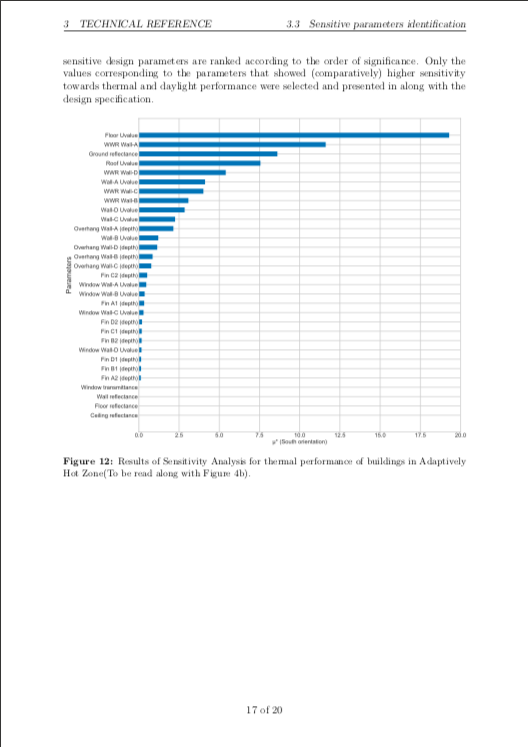 3 TECHNICAL REFERENCE 3.3 Sensitive parameters identification
sensitive design parameters are ranked according to the order of significance. Only the
values corresponding to the parameters that showed (comparatively) higher sensitivity
towards thermal and daylight performance were selected and presented in along with the
design specification.
Floor Uvalue
WWR Wall-A
Ground reflectance
Roof Uvalue
WWR Wall-D
Wall-A Uvalue
WWR Wall-C
WWR Wall-B
Wall-D Uvalue
Wall-C Uvalue
Overhang Wall-A (depth)
Wall-B Uvalue
Overhang Wall-D (depth)
Overhang Wall-B (depth)
Overhang Wall-C (depth)
Fin C2 (depth)
Window Wall-A Uvalue
Window Wall-B Uvalue
Fin A1 (depth)
Window Wall-C Uvalue
Fin D2 (depth)
Fin C1 (depth)
Fin B2 (depth)
Window Wall-D Uvalue
Fin D1 (depth)
Fin B1 (depth)
Fin A2 (depth)
Window transmittance
Wall reflectance
Floor reflectance
Ceiling reflectance
Parameters
0.0 2.5 5.0 7.5 10.0 12.5 15.0 17.5 20.0
μ* (South orientation)
Figure 12: Results of Sensitivity Analysis for thermal performance of buildings in Adaptively
Hot Zone(To be read along with Figure 4b).
17 of 20